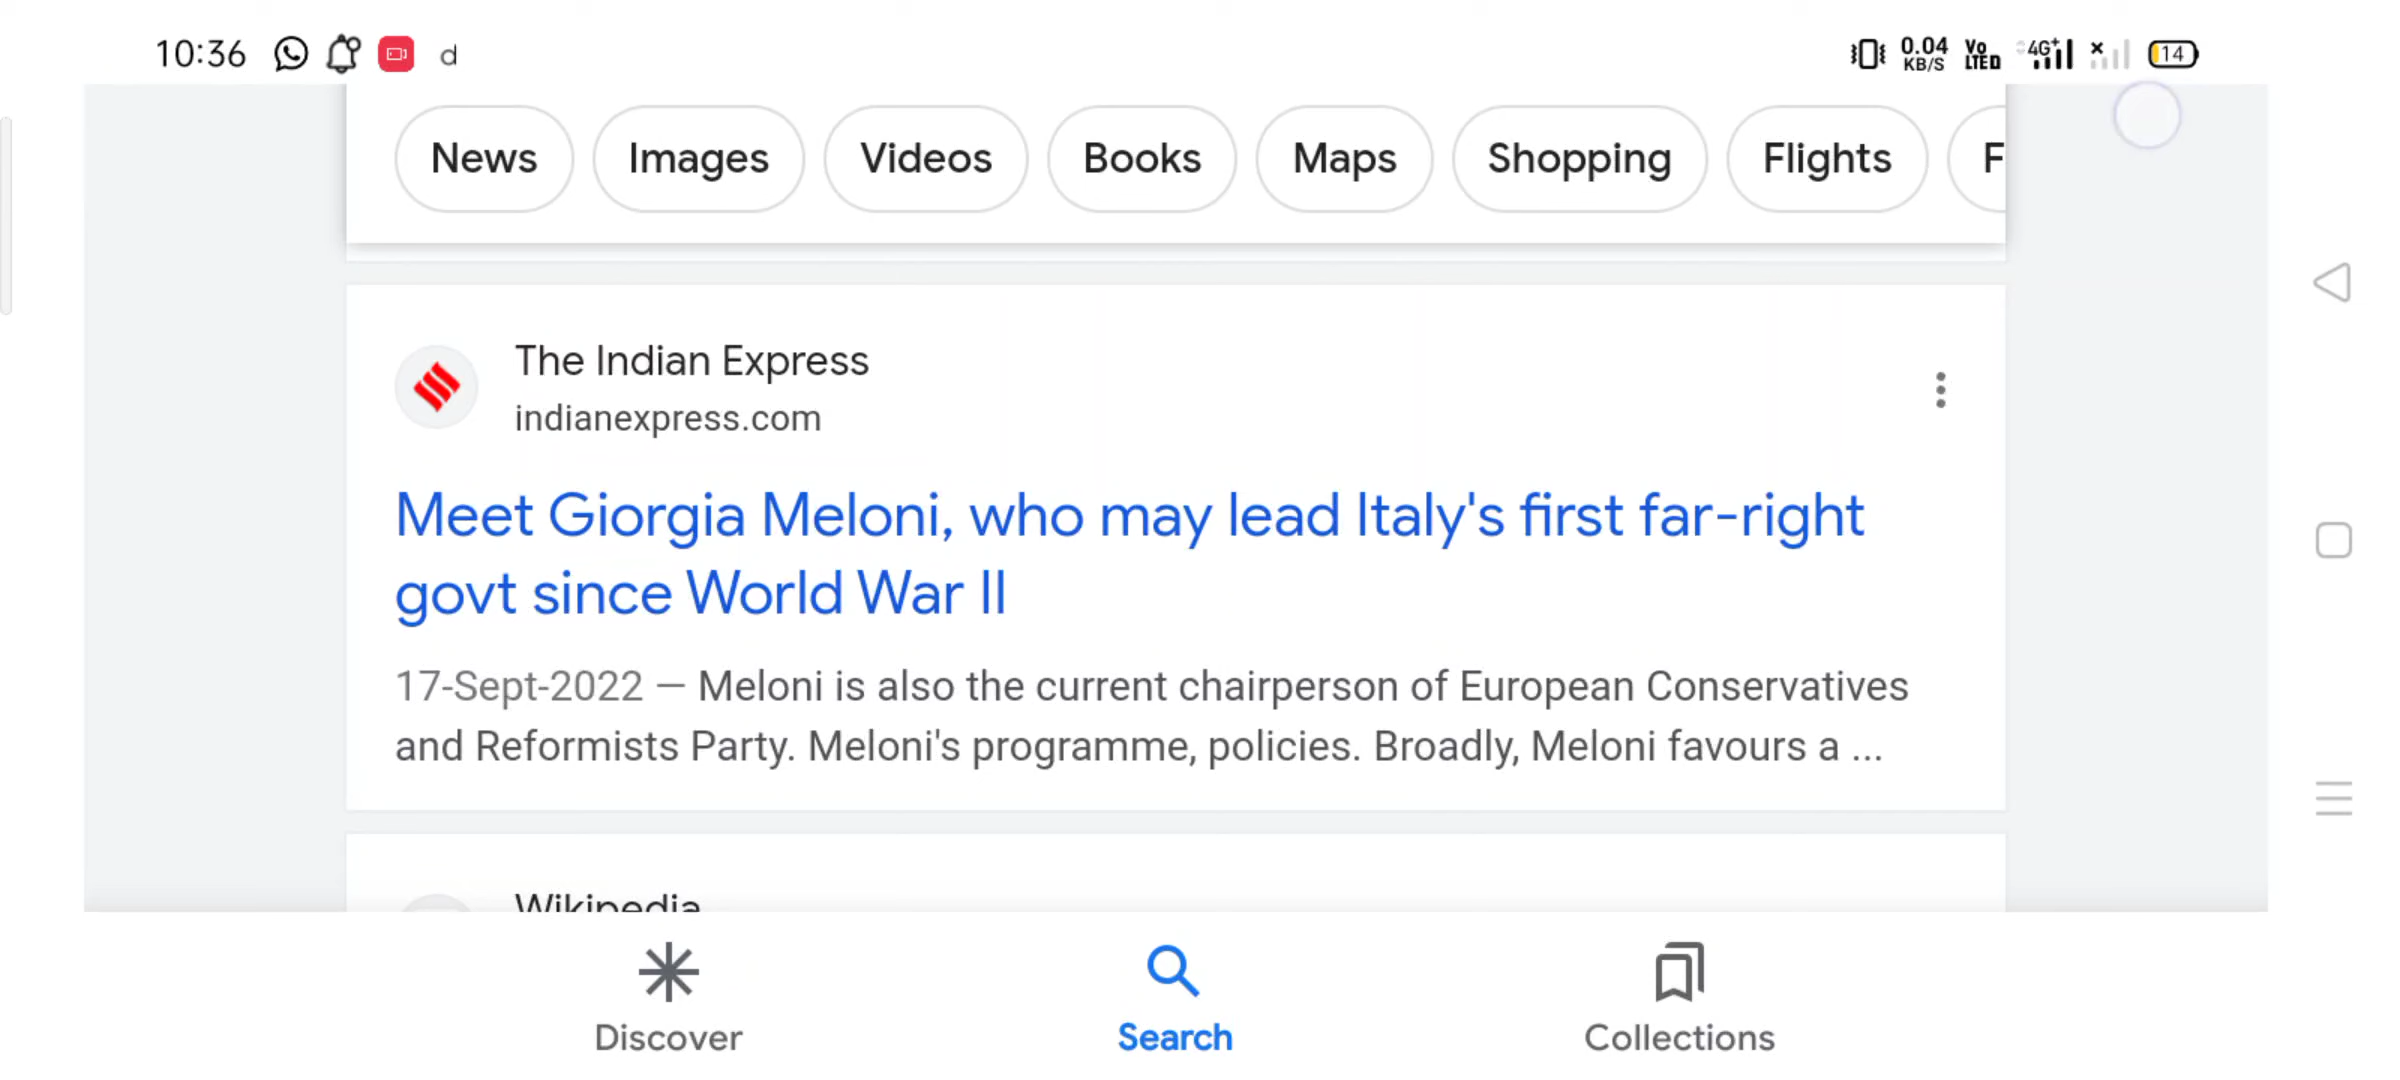 10:36 d 0.04 KB/S Vo LTED 4G+ 14
News Images Videos Books Maps Shopping Flights F
The Indian Express
indianexpress.com
Meet Giorgia Meloni, who may lead Italy's first far-right
govt since World War II
17-Sept-2022 — Meloni is also the current chairperson of European Conservatives
and Reformists Party. Meloni's programme, policies. Broadly, Meloni favours a ...
Wikipedia
Discover Search Collections